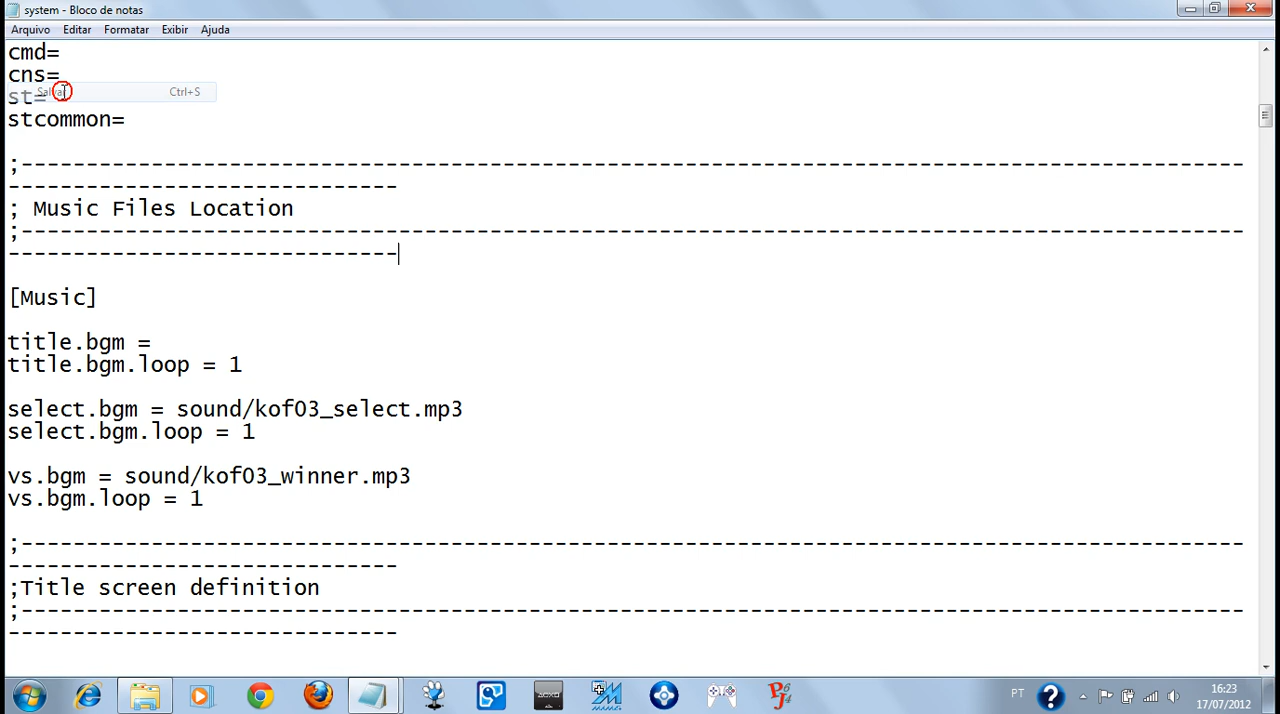 system - Bloco de notas
Arquivo Editar Formatar Exibir Ajuda
cmd=
cns=
Salvar Ctrl+S
st=
stcommon=
;----------------------------------------------------------------------------------------------
------------------------------
; Music Files Location
;----------------------------------------------------------------------------------------------
------------------------------
[Music]
title.bgm =
title.bgm.loop = 1
select.bgm = sound/kof03_select.mp3
select.bgm.loop = 1
vs.bgm = sound/kof03_winner.mp3
vs.bgm.loop = 1
;----------------------------------------------------------------------------------------------
------------------------------
;Title screen definition
;----------------------------------------------------------------------------------------------
------------------------------
PT
16:23
17/07/2012